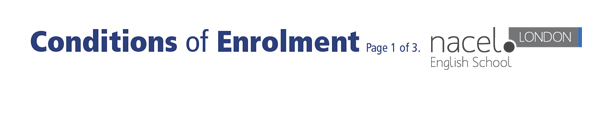 Conditions of Enrolment Page 1 of 3.
nacel. LONDON
English School